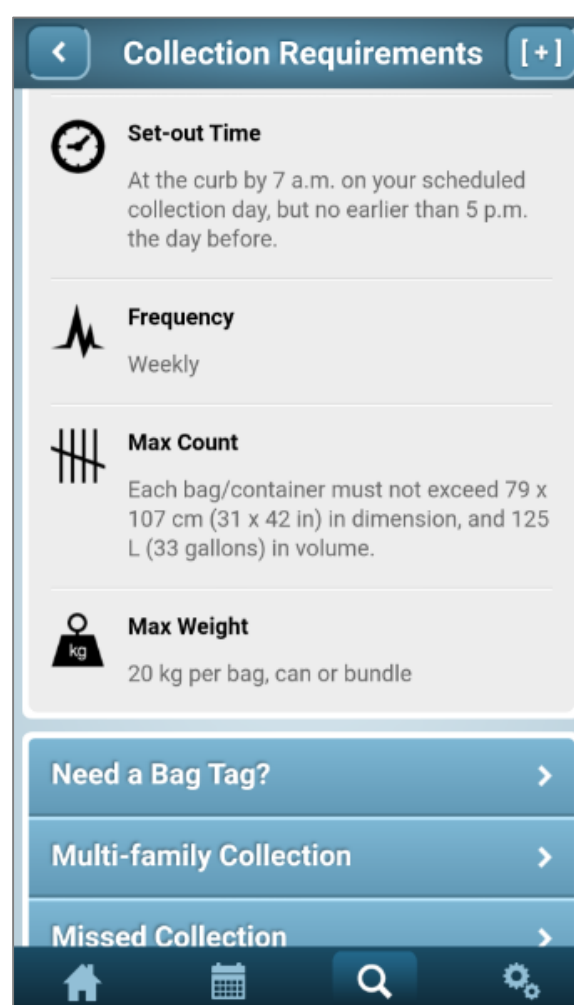 Collection Requirements
[+]
Set-out Time
At the curb by 7 a.m. on your scheduled
collection day, but no earlier than 5 p.m.
the day before.
Frequency
Weekly
Max Count
Each bag/container must not exceed 79 x
107 cm (31 x 42 in) in dimension, and 125
L (33 gallons) in volume.
kg
Max Weight
20 kg per bag, can or bundle
Need a Bag Tag?
Multi-family Collection
Missed Collection